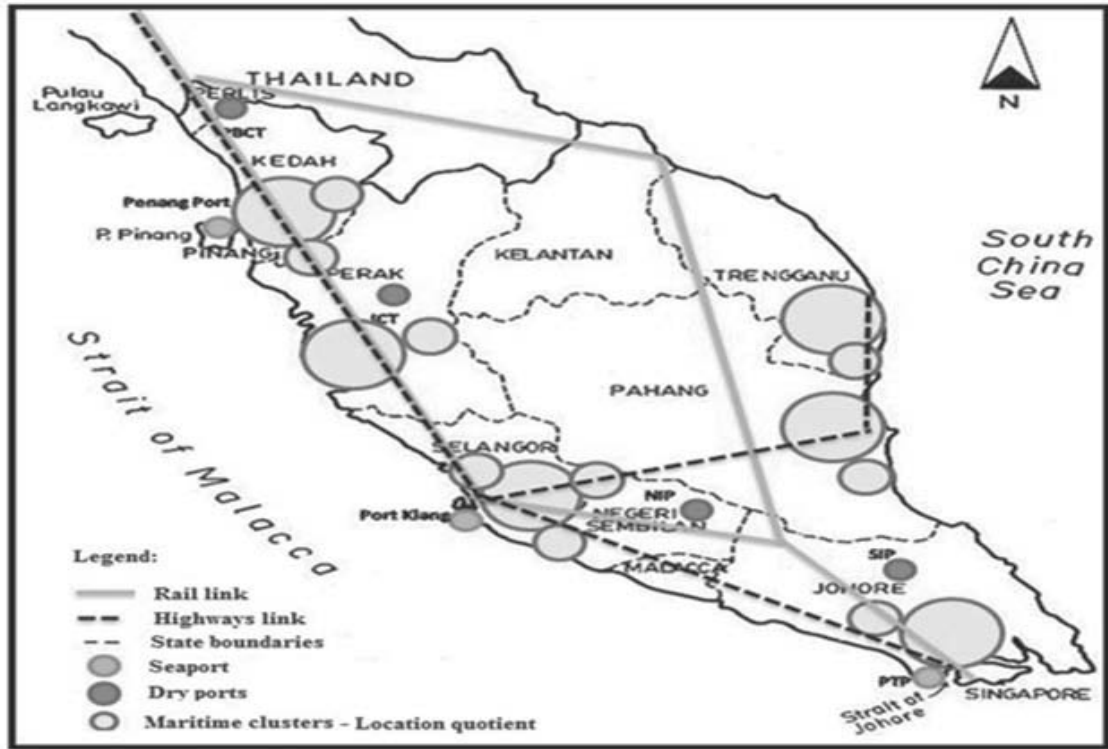 THAILAND
PERLIS
Pulau
Langkawi
PBCT
KEDAH
Penang Port
P. Pinang
PINANG
KELANTAN
PERAK
TRENGGANU
South
China
Sea
ICT
Strait of Malacca
PAHANG
SELANGOR
NIP
Port Klang
NEGERI
SEMBILAN
MALACCA
SIP
JOHORE
PTP
SINGAPORE
Strait of
Johore
N
Legend:
Rail link
Highways link
State boundaries
Seaport
Dry ports
Maritime clusters - Location quotient